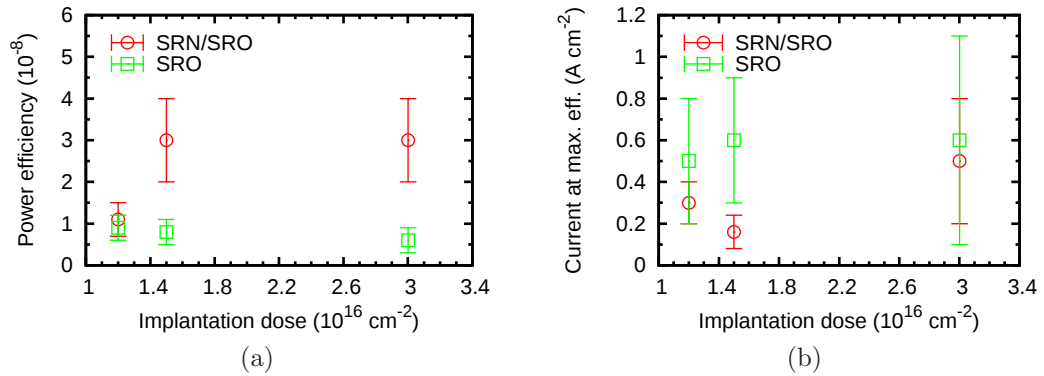 6
5
4
3
2
1
0
Power efficiency (10⁻⁸)
SRN/SRO
SRO
1 1.4 1.8 2.2 2.6 3 3.4
Implantation dose (10¹⁶ cm⁻²)
(a)
1.2
1.0
0.8
0.6
0.4
0.2
0
Current at max. eff. (A cm⁻²)
SRN/SRO
SRO
1 1.4 1.8 2.2 2.6 3 3.4
Implantation dose (10¹⁶ cm⁻²)
(b)